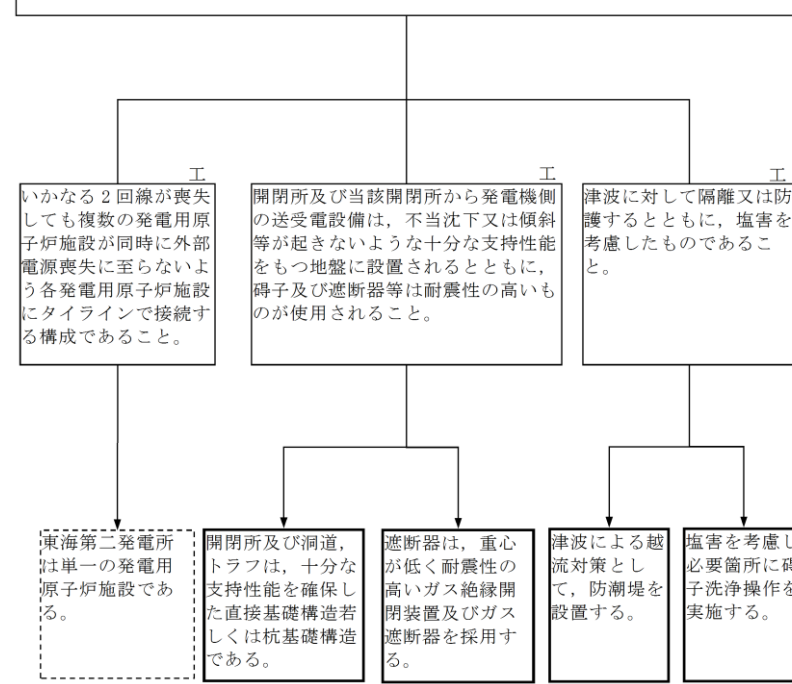 工
いかなる2回線が喪失
しても複数の発電用原
子炉施設が同時に外部
電源喪失に至らないよ
う各発電用原子炉施設
にタイラインで接続す
る構成であること。
工
開閉所及び当該開閉所から発電機側
の送受電設備は，不当沈下又は傾斜
等が起きないような十分な支持性能
をもつ地盤に設置されるとともに，
碍子及び遮断器等は耐震性の高いも
のが使用されること。
工
津波に対して隔離又は防
護するとともに，塩害を
考慮したものであるこ
と。
東海第二発電所
は単一の発電用
原子炉施設であ
る。
開閉所及び洞道，
トラフは，十分な
支持性能を確保し
た直接基礎構造若
しくは杭基礎構造
である。
遮断器は，重心
が低く耐震性の
高いガス絶縁開
閉装置及びガス
遮断器を採用す
る。
津波による越
流対策とし
て，防潮堤を
設置する。
塩害を考慮し
必要箇所に碍
子洗浄操作を
実施する。